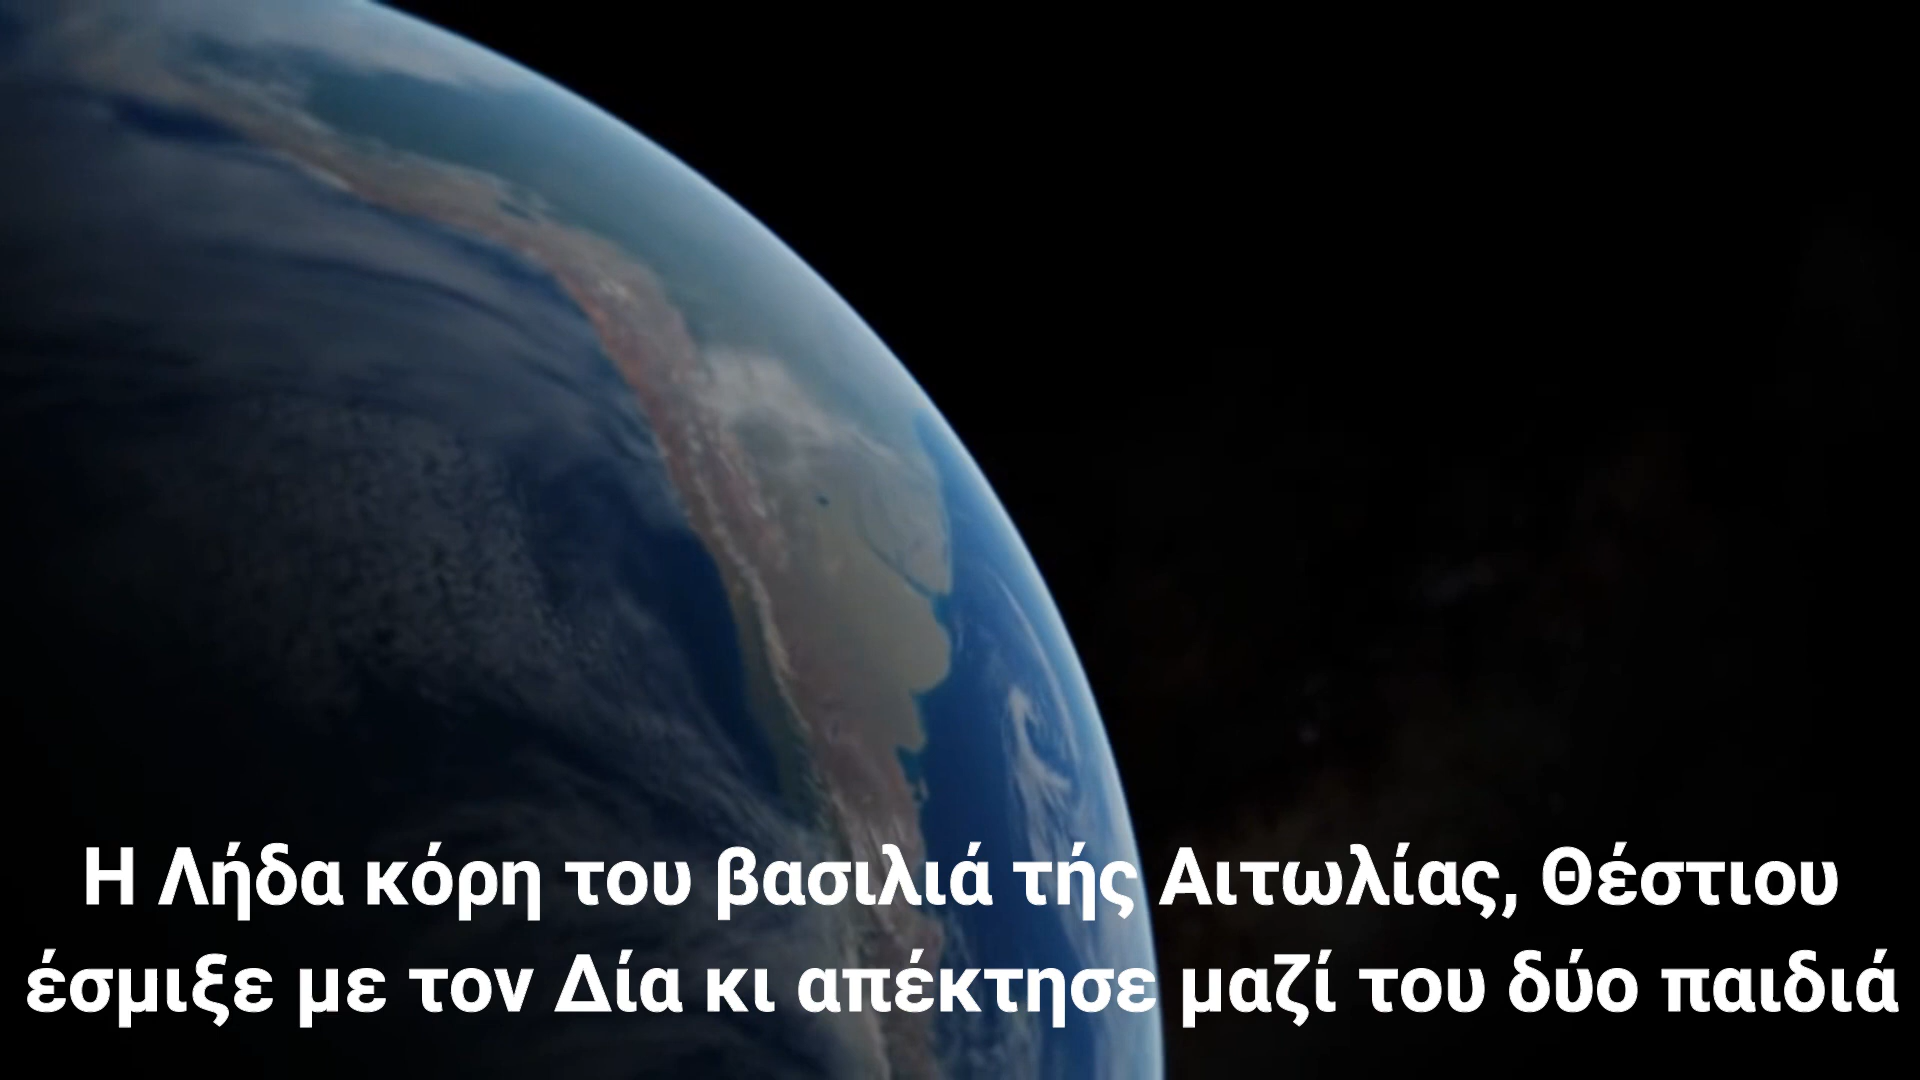 Η Λήδα κόρη του βασιλιά τής Αιτωλίας, Θέστιου
έσμιξε με τον Δία κι απέκτησε μαζί του δύο παιδιά